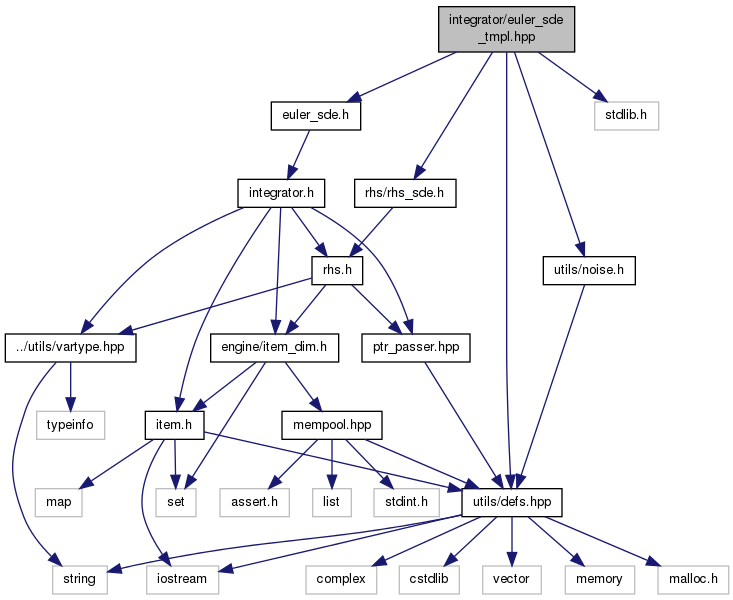 integrator/euler_sde
_tmpl.hpp
euler_sde.h
stdlib.h
integrator.h
rhs/rhs_sde.h
rhs.h
utils/noise.h
../utils/vartype.hpp
engine/item_dim.h
ptr_passer.hpp
typeinfo
item.h
mempool.hpp
map
set
assert.h
list
stdint.h
utils/defs.hpp
string
iostream
complex
cstdlib
vector
memory
malloc.h